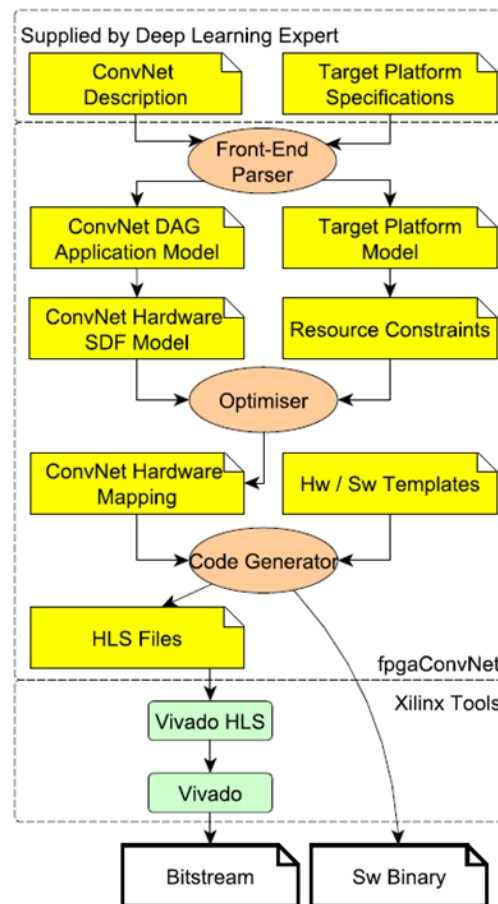 Supplied by Deep Learning Expert
ConvNet
Description
Target Platform
Specifications
Front-End
Parser
ConvNet DAG
Application Model
Target Platform
Model
ConvNet Hardware
SDF Model
Resource Constraints
Optimiser
ConvNet Hardware
Mapping
Hw / Sw Templates
Code Generator
HLS Files
fpgaConvNet
Xilinx Tools
Vivado HLS
Vivado
Bitstream
Sw Binary